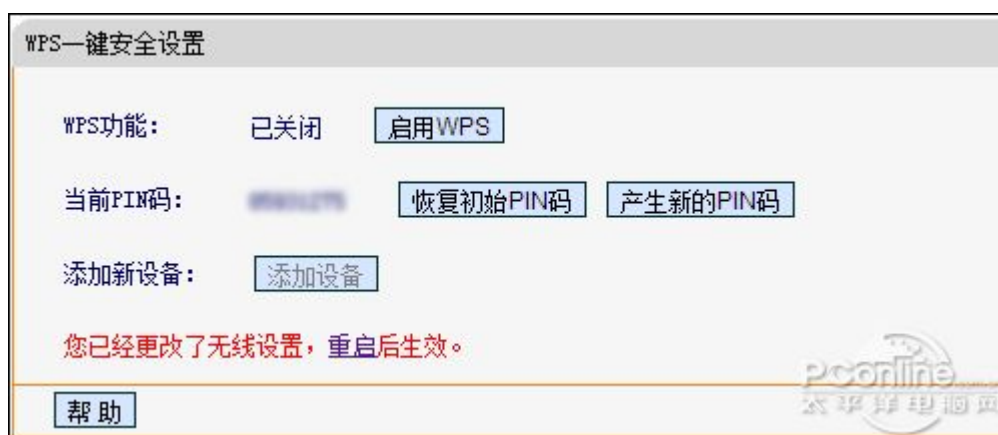 WPS一键安全设置
WPS功能： 已关闭 启用WPS
当前PIN码： 恢复初始PIN码 产生新的PIN码
添加新设备： 添加设备
您已经更改了无线设置，重启后生效。
帮 助
PConline
太平洋电脑网